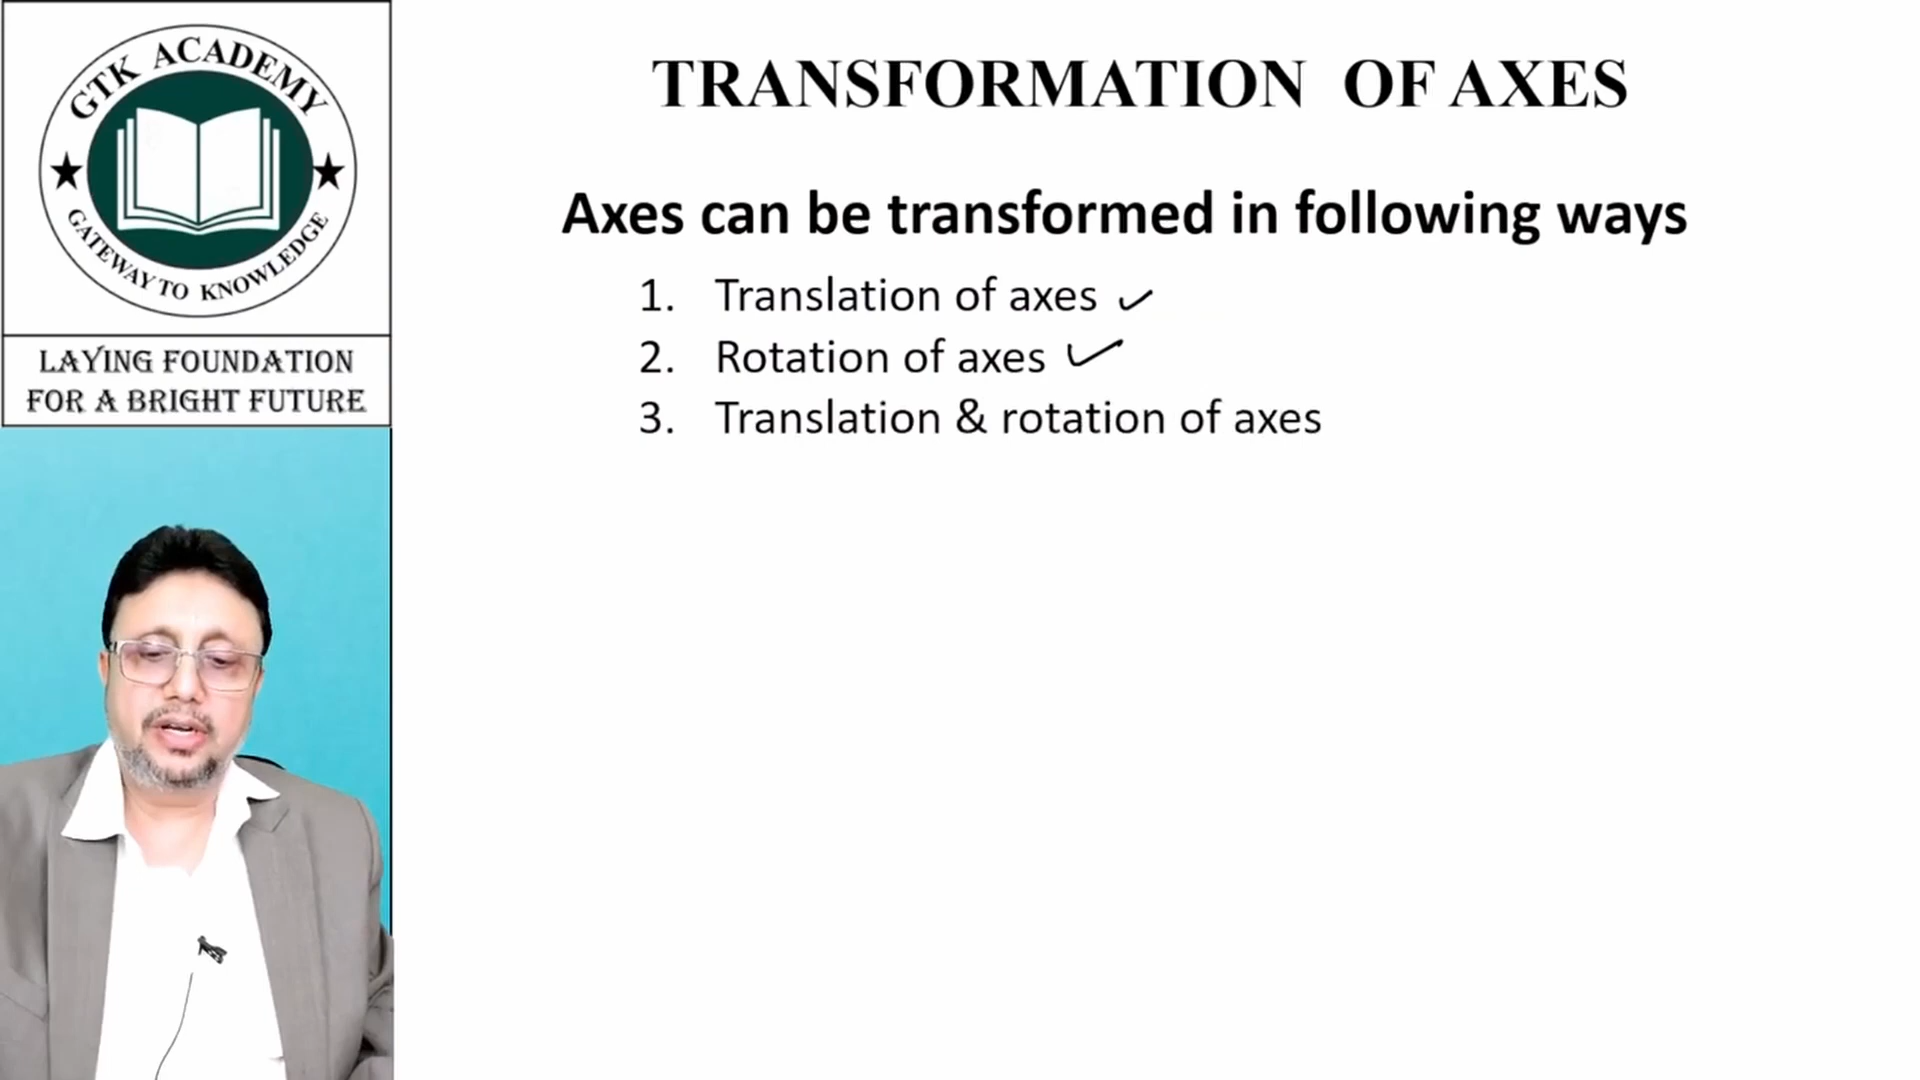 GTK ACADEMY
GATEWAY TO KNOWLEDGE
LAYING FOUNDATION
FOR A BRIGHT FUTURE
TRANSFORMATION OF AXES
Axes can be transformed in following ways
1. Translation of axes
2. Rotation of axes
3. Translation & rotation of axes